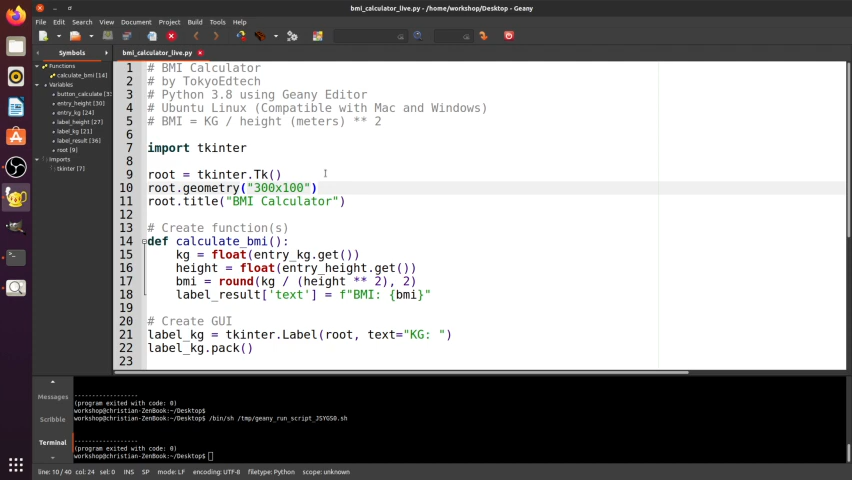 bmi_calculator_live.py - /home/workshop/Desktop - Geany
File Edit Search View Document Project Build Tools Help
Symbols
bmi_calculator_live.py
Functions
calculate_bmi [14]
Variables
button_calculate [33
entry_height [30]
entry_kg [24]
label_height [27]
label_kg [21]
label_result [36]
root [9]
Imports
tkinter [7]
1 # BMI Calculator
2 # by TokyoEdtech
3 # Python 3.8 using Geany Editor
4 # Ubuntu Linux (Compatible with Mac and Windows)
5 # BMI = KG / height (meters) ** 2
6
7 import tkinter
8
9 root = tkinter.Tk()
10 root.geometry("300x100")
11 root.title("BMI Calculator")
12
13 # Create function(s)
14 def calculate_bmi():
15 kg = float(entry_kg.get())
16 height = float(entry_height.get())
17 bmi = round(kg / (height ** 2), 2)
18 label_result['text'] = f"BMI: {bmi}"
19
20 # Create GUI
21 label_kg = tkinter.Label(root, text="KG: ")
22 label_kg.pack()
23
Messages
Scribble
Terminal
------------------
(program exited with code: 0)
workshop@christian-ZenBook:~/Desktop$
workshop@christian-ZenBook:~/Desktop$ /bin/sh /tmp/geany_run_script_JSYGS0.sh
------------------
(program exited with code: 0)
workshop@christian-ZenBook:~/Desktop$
line: 10 / 40 col: 24 sel: 0 INS SP mode: LF encoding: UTF-8 filetype: Python scope: unknown